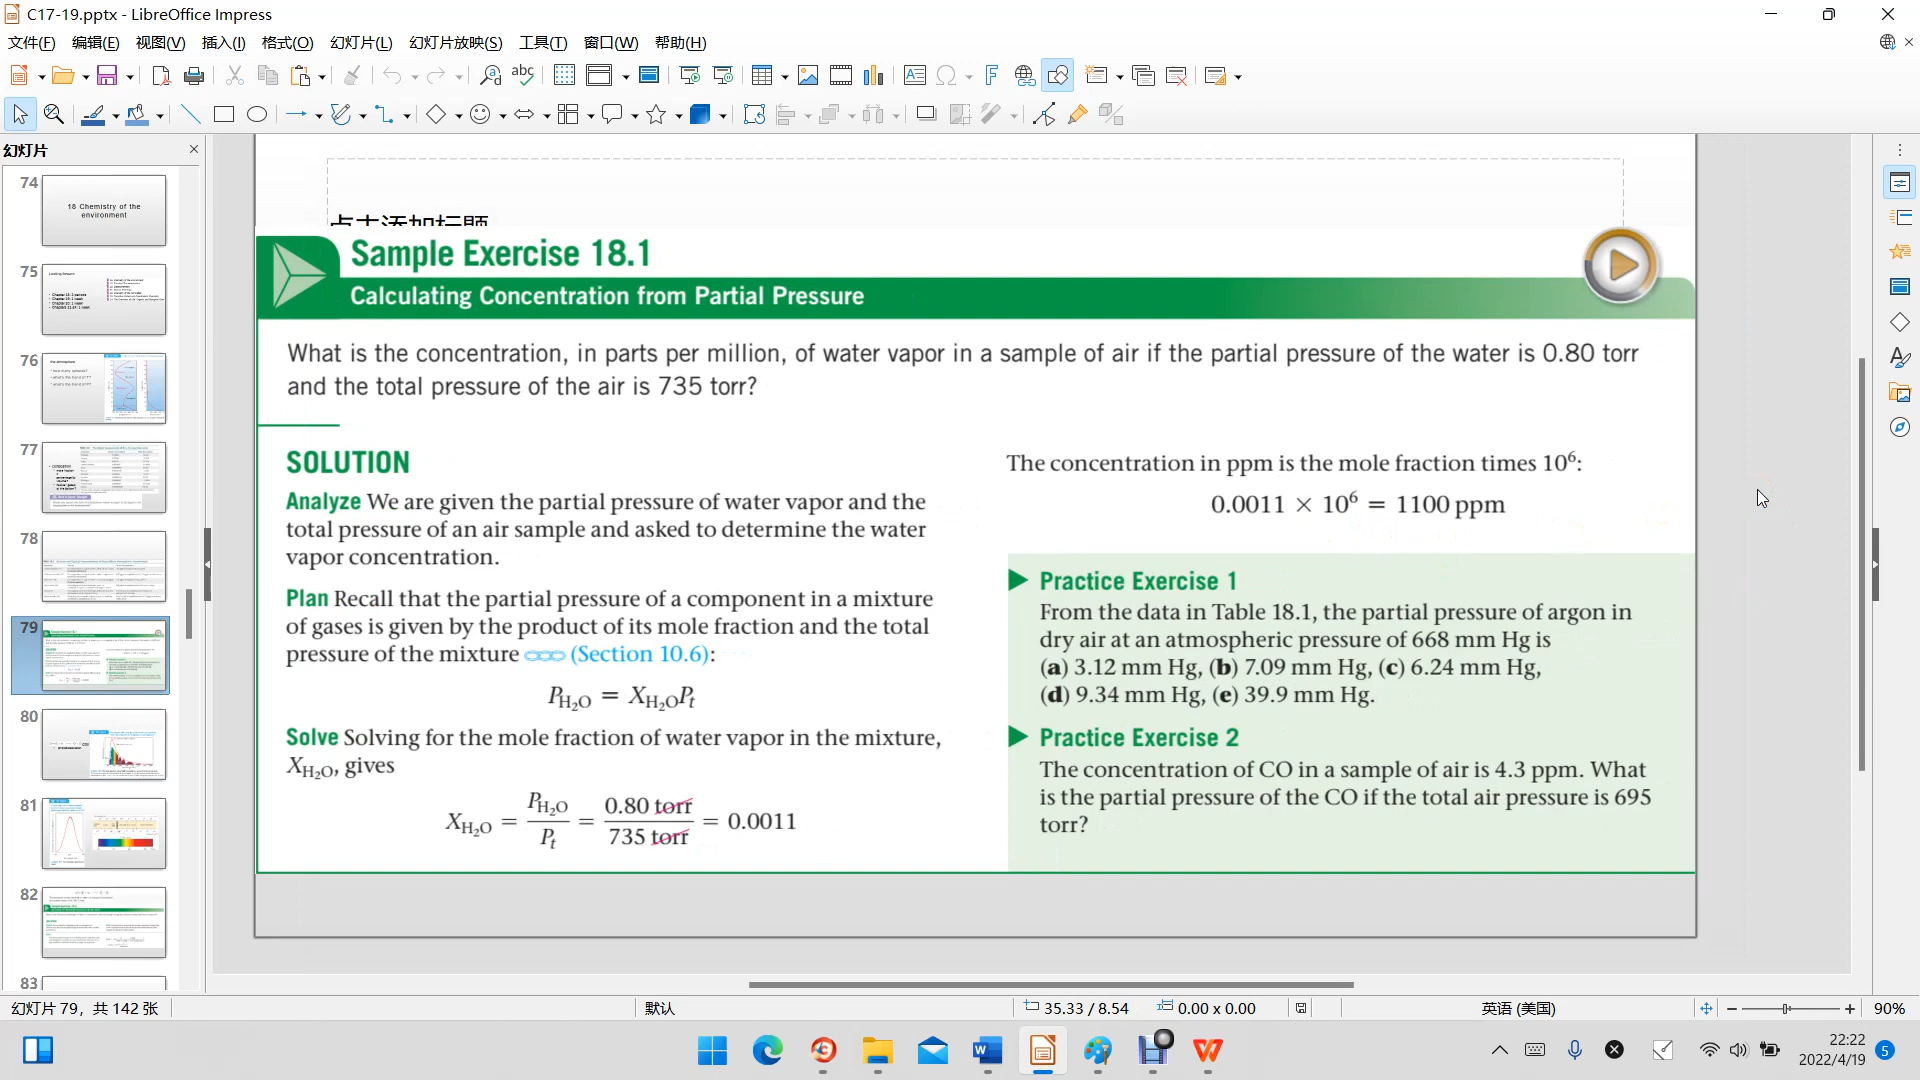 C17-19.pptx - LibreOffice Impress
文件(F) 编辑(E) 视图(V) 插入(I) 格式(O) 幻灯片(L) 幻灯片放映(S) 工具(T) 窗口(W) 帮助(H)
幻灯片
74
18 Chemistry of the
environment
75
76
77
78
79
80
81
82
83
点击添加标题
Sample Exercise 18.1
Calculating Concentration from Partial Pressure
What is the concentration, in parts per million, of water vapor in a sample of air if the partial pressure of the water is 0.80 torr
and the total pressure of the air is 735 torr?
SOLUTION
Analyze We are given the partial pressure of water vapor and the
total pressure of an air sample and asked to determine the water
vapor concentration.
Plan Recall that the partial pressure of a component in a mixture
of gases is given by the product of its mole fraction and the total
pressure of the mixture (Section 10.6):
P_H₂O = X_H₂O P_t
Solve Solving for the mole fraction of water vapor in the mixture,
X_H₂O, gives
X_H₂O = P_H₂O / P_t = 0.80 torr / 735 torr = 0.0011
The concentration in ppm is the mole fraction times 10⁶:
0.0011 × 10⁶ = 1100 ppm
Practice Exercise 1
From the data in Table 18.1, the partial pressure of argon in
dry air at an atmospheric pressure of 668 mm Hg is
(a) 3.12 mm Hg, (b) 7.09 mm Hg, (c) 6.24 mm Hg,
(d) 9.34 mm Hg, (e) 39.9 mm Hg.
Practice Exercise 2
The concentration of CO in a sample of air is 4.3 ppm. What
is the partial pressure of the CO if the total air pressure is 695
torr?
幻灯片 79，共 142 张
默认
35.33 / 8.54
0.00 x 0.00
英语 (美国)
90%
22:22
2022/4/19
5